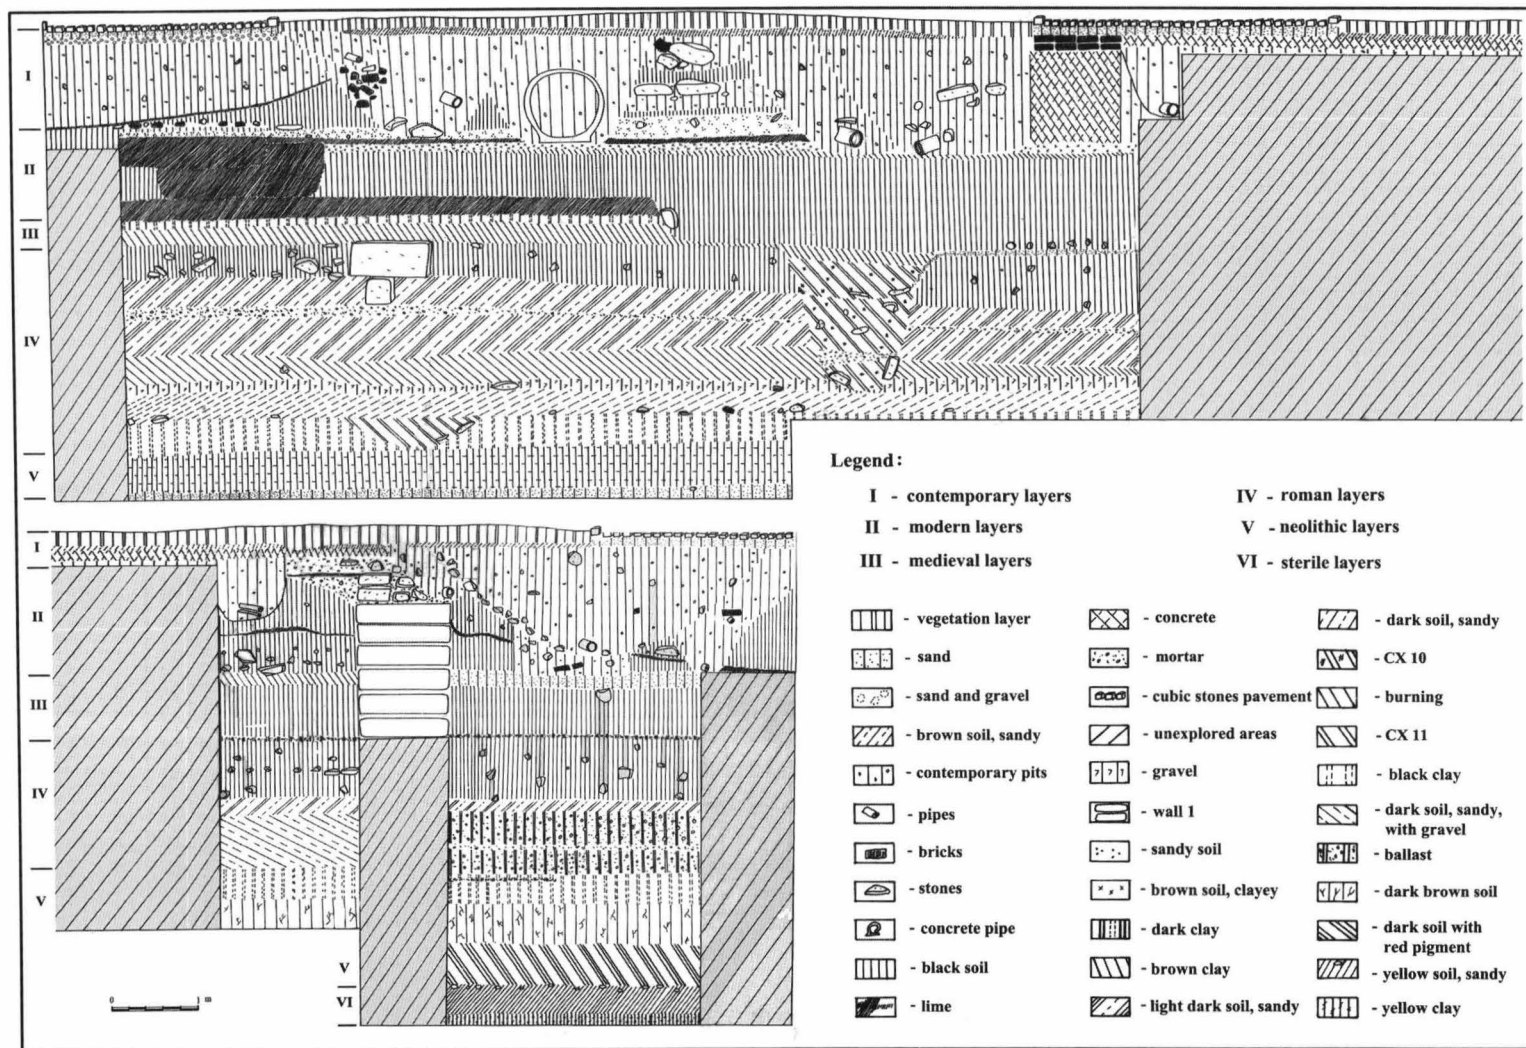 I
II
III
IV
V
I
II
III
IV
V
V
VI
0 1 m
Legend:
I - contemporary layers
II - modern layers
III - medieval layers
IV - roman layers
V - neolithic layers
VI - sterile layers
- vegetation layer
- sand
- sand and gravel
- brown soil, sandy
- contemporary pits
- pipes
- bricks
- stones
- concrete pipe
- black soil
- lime
- concrete
- mortar
- cubic stones pavement
- unexplored areas
- gravel
- wall 1
- sandy soil
- brown soil, clayey
- dark clay
- brown clay
- light dark soil, sandy
- dark soil, sandy
- CX 10
- burning
- CX 11
- black clay
- dark soil, sandy,
with gravel
- ballast
- dark brown soil
- dark soil with
red pigment
- yellow soil, sandy
- yellow clay